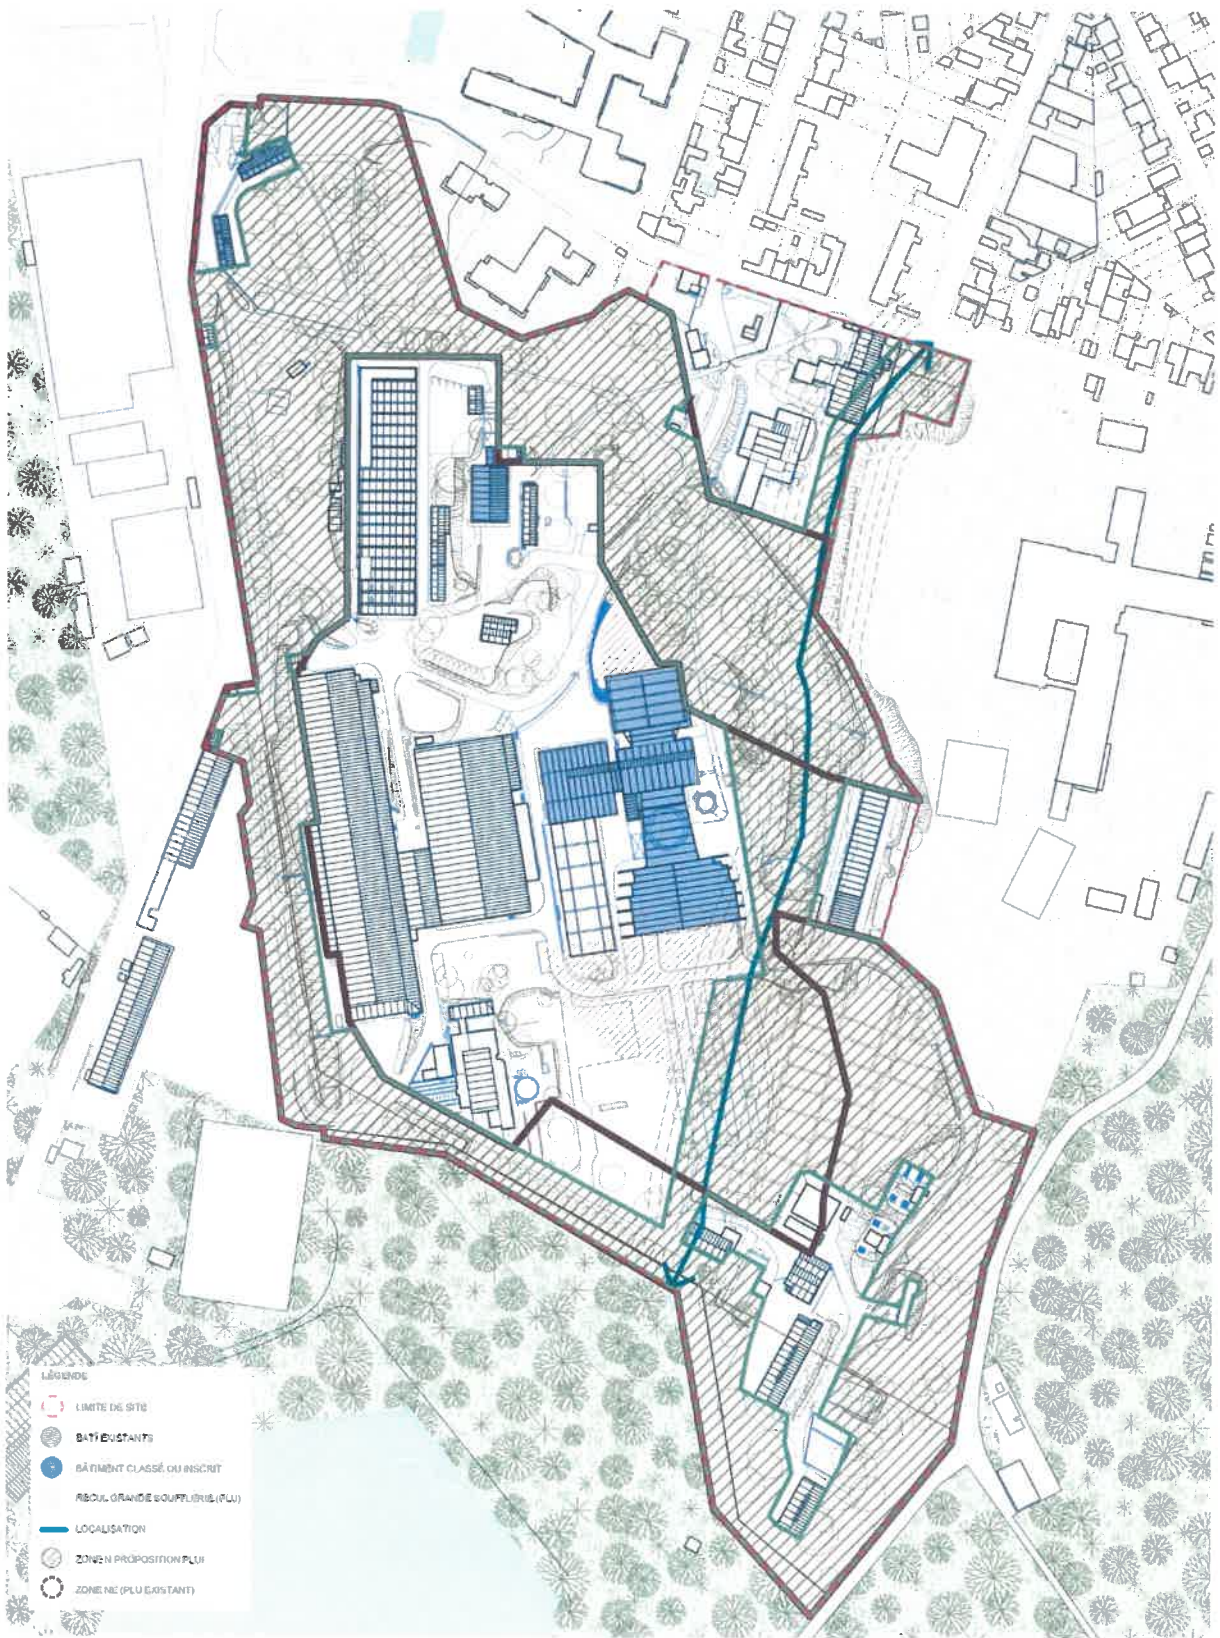 LÉGENDE
LIMITE DE SITE
BATI EXISTANTS
BÂTIMENT CLASSÉ OU INSCRIT
RECUL GRANDE SOUFFLERIE (PLU)
LOCALISATION
ZONE N PROPOSITION PLUI
ZONE NE (PLU EXISTANT)